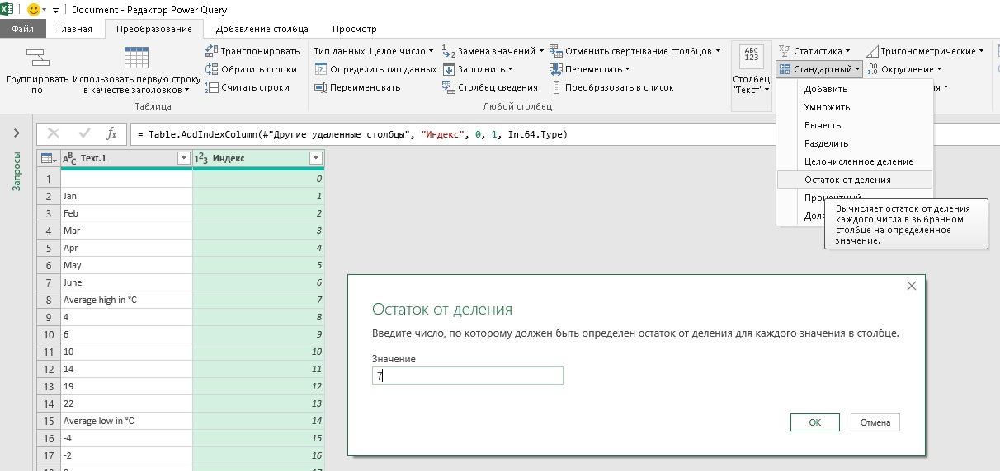 Document - Редактор Power Query
Файл Главная Преобразование Добавление столбца Просмотр
Группировать по
Использовать первую строку в качестве заголовков
Транспонировать
Обратить строки
Считать строки
Таблица
Тип данных: Целое число
Определить тип данных
Переименовать
Замена значений
Заполнить
Столбец сведения
Отменить свертывание столбцов
Переместить
Преобразовать в список
Любой столбец
ABC
123
Столбец "Текст"
Статистика
Стандартный
Тригонометрические
.00 Округление
Добавить
Умножить
Вычесть
Разделить
Целочисленное деление
Остаток от деления
Процентный
Вычисляет остаток от деления
каждого числа в выбранном
столбце на определенное
значение.
Запросы
fx = Table.AddIndexColumn(#"Другие удаленные столбцы", "Индекс", 0, 1, Int64.Type)
ABC Text.1 123 Индекс
1 0
2 Jan 1
3 Feb 2
4 Mar 3
5 Apr 4
6 May 5
7 June 6
8 Average high in °C 7
9 4 8
10 6 9
11 10 10
12 14 11
13 19 12
14 22 13
15 Average low in °C 14
16 -4 15
17 -2 16
Остаток от деления
Введите число, по которому должен быть определен остаток от деления для каждого значения в столбце.
Значение
7
ОК Отмена